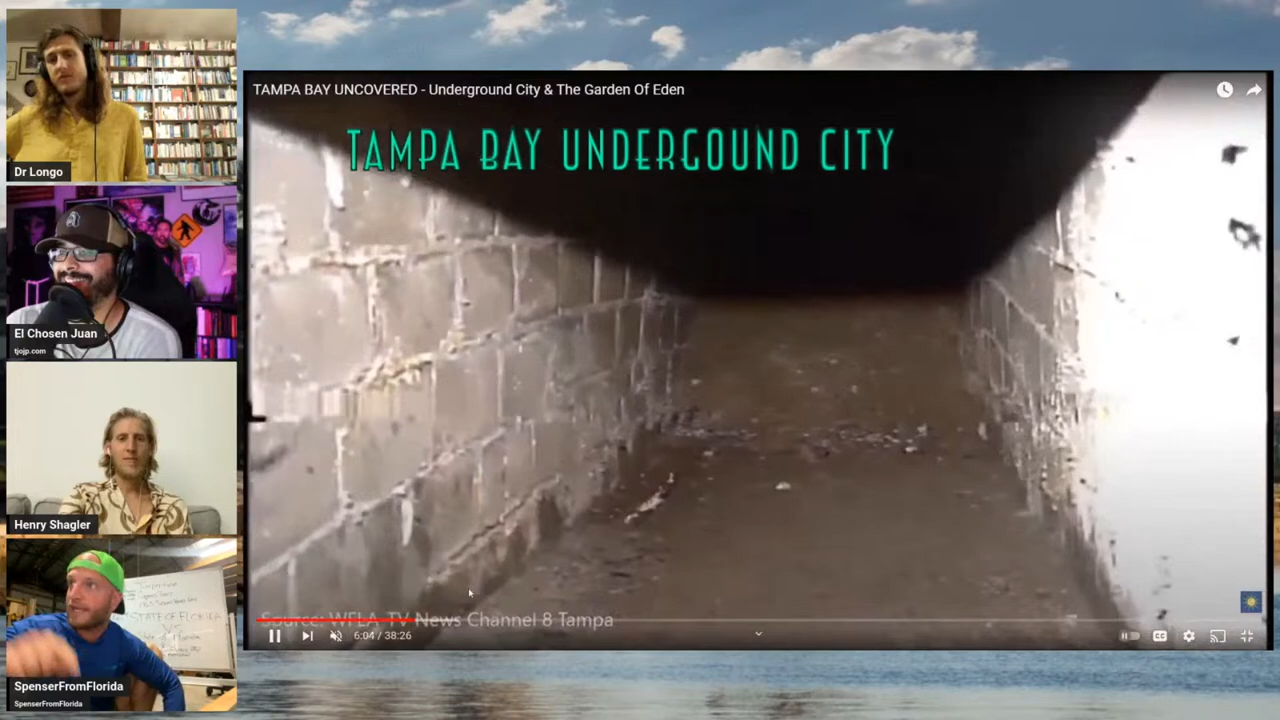 Dr Longo
El Chosen Juan
tjojp.com
Henry Shagler
STATE OF FLORIDA
SpenserFromFlorida
SpenserFromFlorida
TAMPA BAY UNCOVERED - Underground City & The Garden Of Eden
TAMPA BAY UNDERGOUND CITY
Source: WFLA-TV News Channel 8 Tampa
6:04 / 38:26
CC